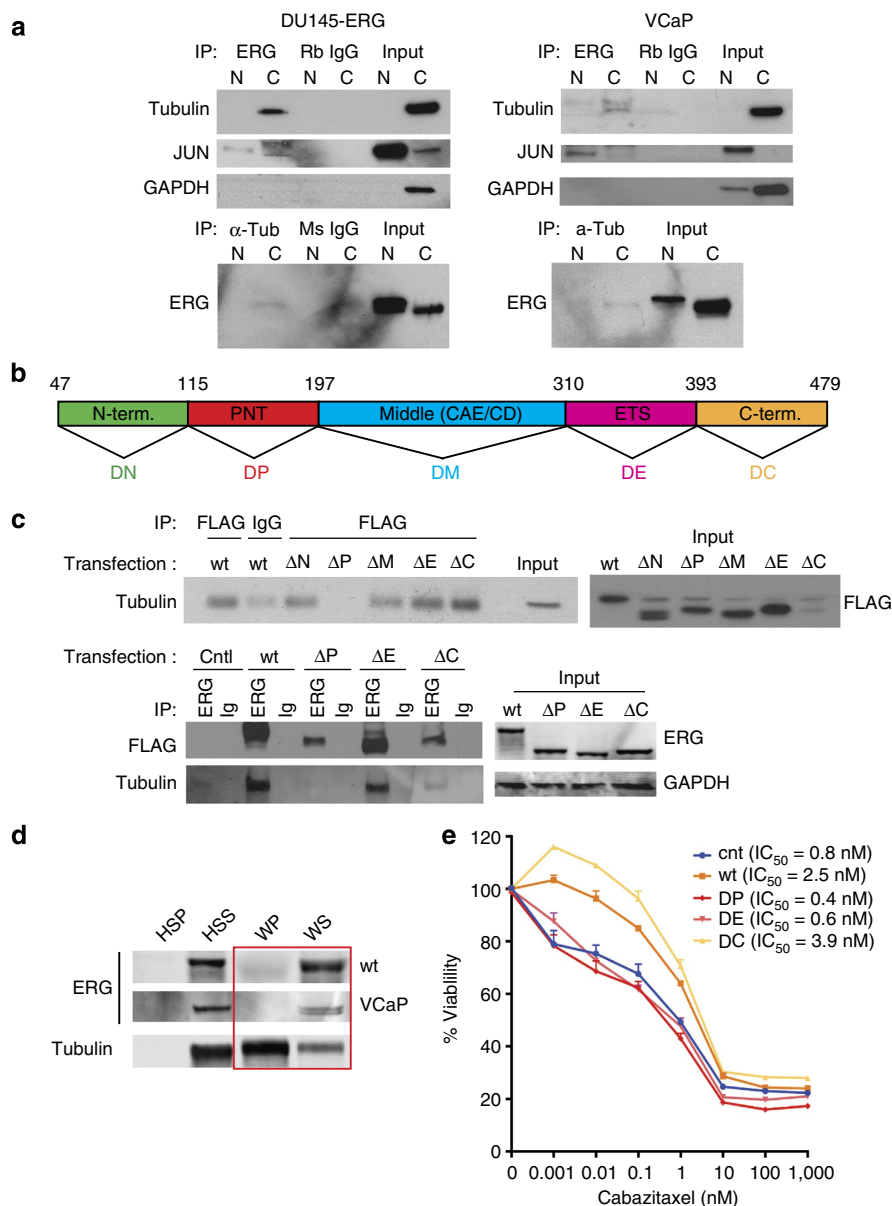 a
DU145-ERG
IP: ERG Rb IgG Input
N C N C N C
Tubulin
JUN
GAPDH
IP: α-Tub Ms IgG Input
N C N C N C
ERG
VCaP
IP: ERG Rb IgG Input
N C N C N C
Tubulin
JUN
GAPDH
IP: a-Tub Input
N C N C
ERG
b
47 115 197 310 393 479
N-term. PNT Middle (CAE/CD) ETS C-term.
DN DP DM DE DC
c
IP: FLAG IgG FLAG
Transfection : wt wt ΔN ΔP ΔM ΔE ΔC Input
Tubulin
Input
wt ΔN ΔP ΔM ΔE ΔC
FLAG
Transfection : Cntl wt ΔP ΔE ΔC
IP: ERG Ig ERG Ig ERG Ig ERG Ig ERG Ig
FLAG
Tubulin
Input
wt ΔP ΔE ΔC
ERG
GAPDH
d
HSP HSS WP WS
ERG
wt
VCaP
Tubulin
e
120
100
80
60
40
20
0
% Viablility
0 0.001 0.01 0.1 1 10 100 1,000
Cabazitaxel (nM)
cnt (IC50 = 0.8 nM)
wt (IC50 = 2.5 nM)
DP (IC50 = 0.4 nM)
DE (IC50 = 0.6 nM)
DC (IC50 = 3.9 nM)